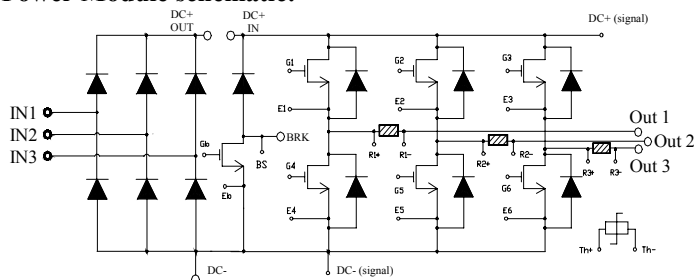 Power Module schematic:
DC+ OUT
DC+ IN
DC+ (signal)
G1
G2
G3
E1
E2
E3
IN1
IN2
IN3
Out 1
Out 2
Out 3
BRK
BS
R1+
R1-
R2+
R2-
R3+
R3-
G4
G5
G6
E4
E5
E6
Th+
Th-
DC-
DC- (signal)